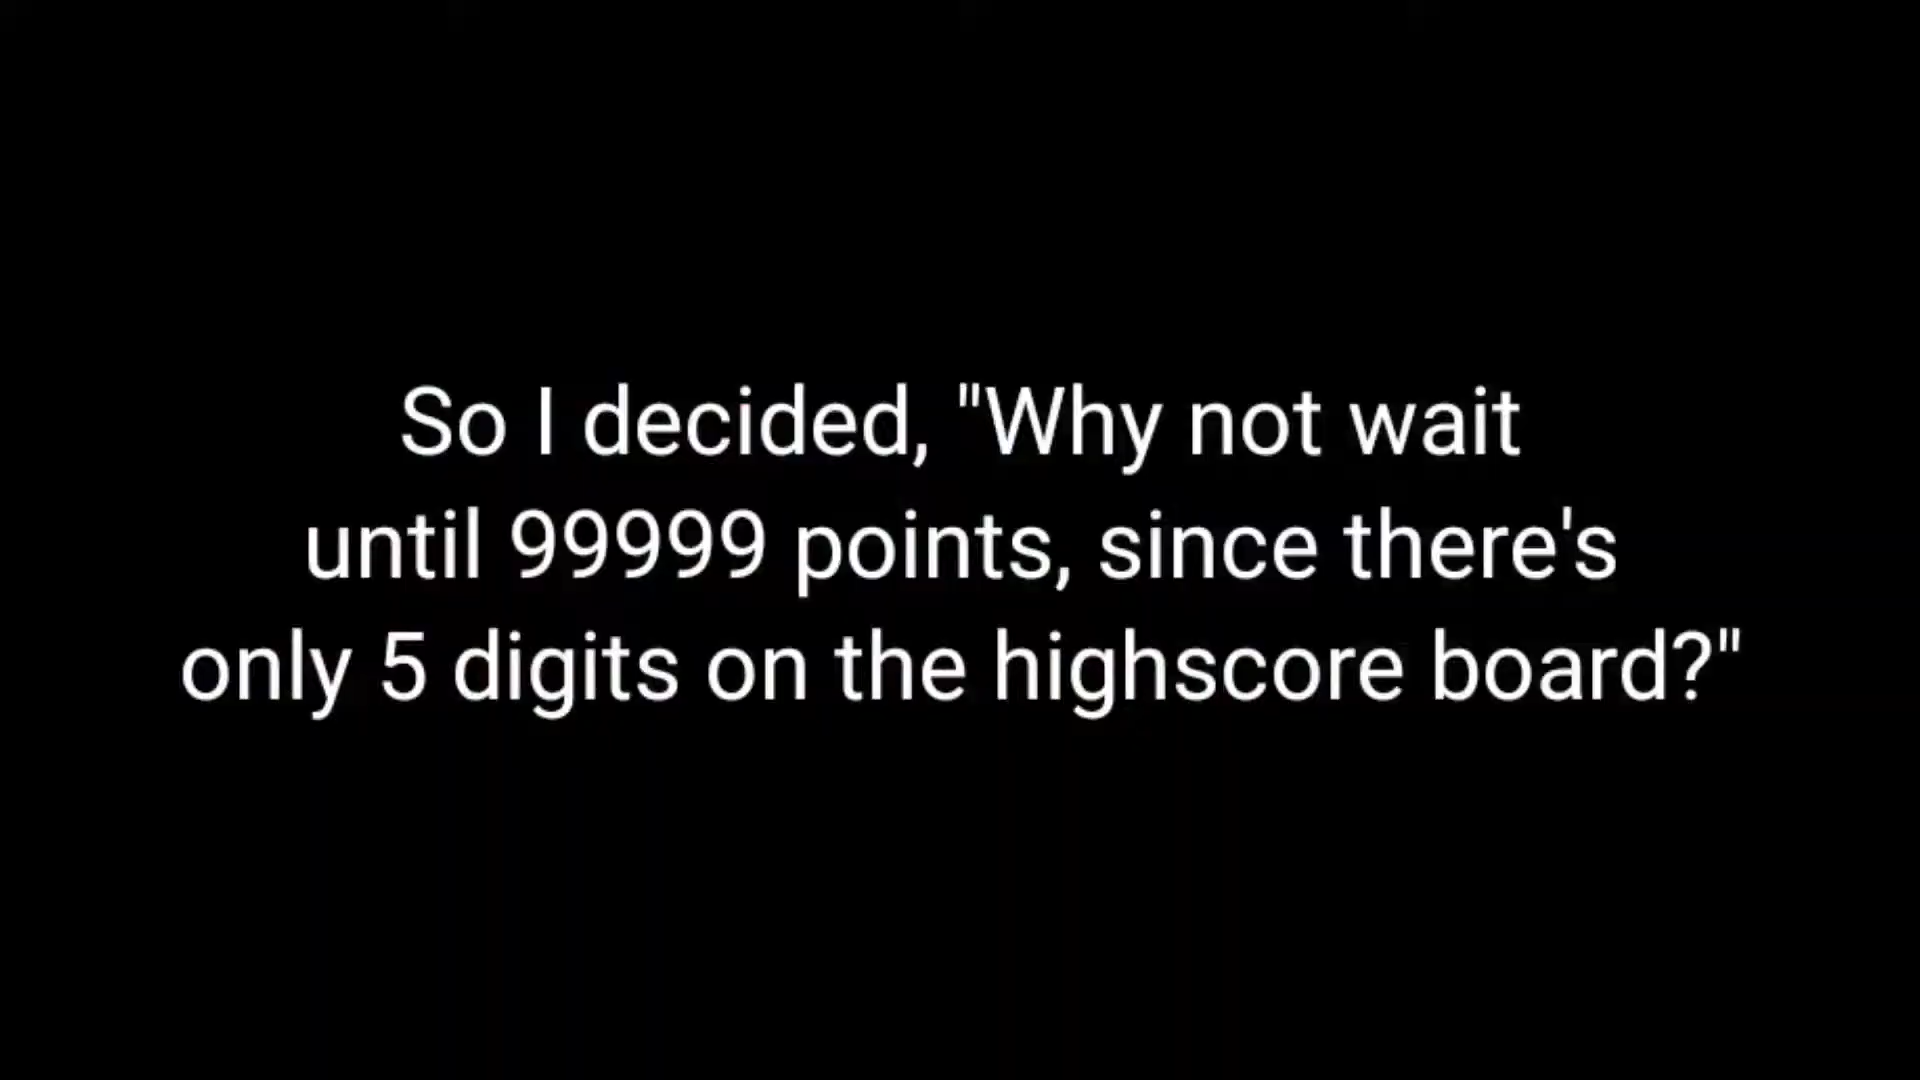 So I decided, "Why not wait
until 99999 points, since there's
only 5 digits on the highscore board?"